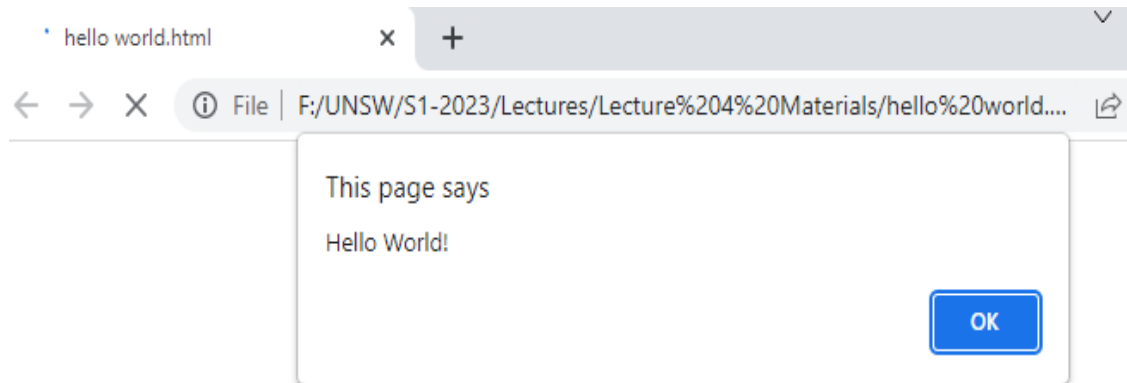 hello world.html
File | F:/UNSW/S1-2023/Lectures/Lecture%204%20Materials/hello%20world....
This page says
Hello World!
OK